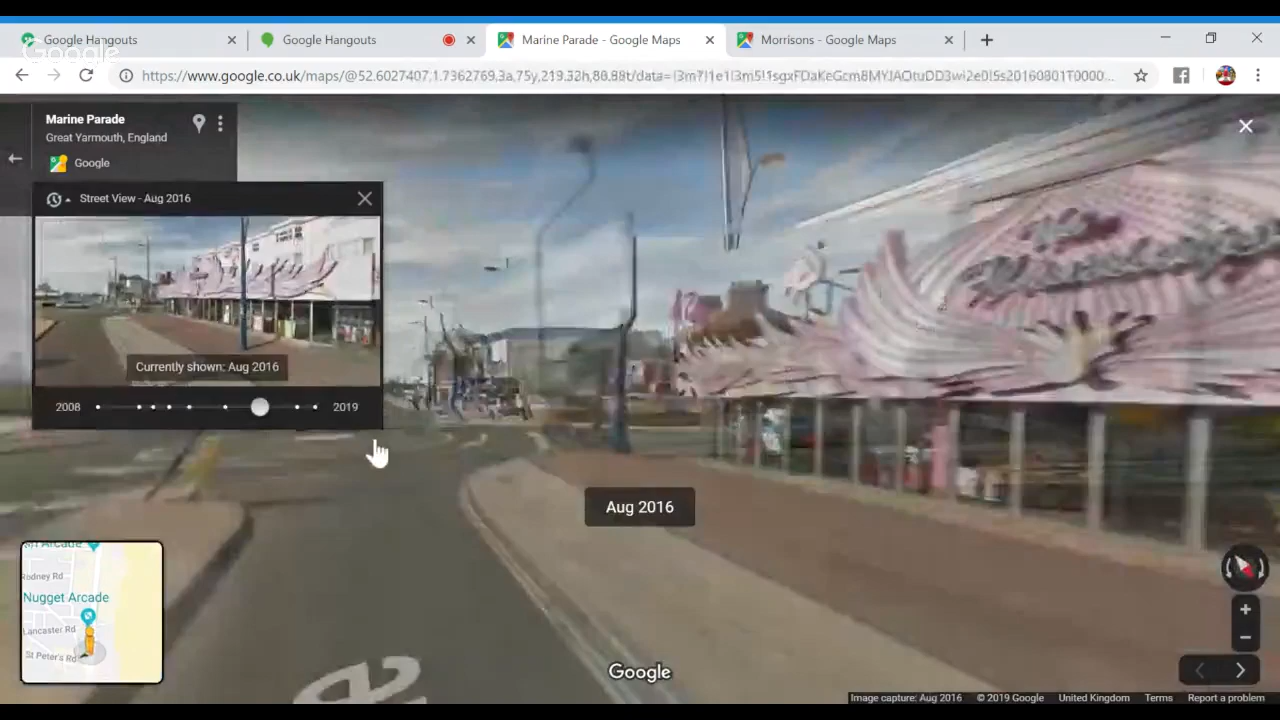 Google Hangouts
Google Hangouts
Marine Parade - Google Maps
Morrisons - Google Maps
Google
Marine Parade
Great Yarmouth, England
Google
Street View - Aug 2016
Currently shown: Aug 2016
2008
2019
Aug 2016
Rodney Rd
Nugget Arcade
Lancaster Rd
St Peter's Rd
Google
Image capture: Aug 2016 © 2019 Google United Kingdom Terms Report a problem